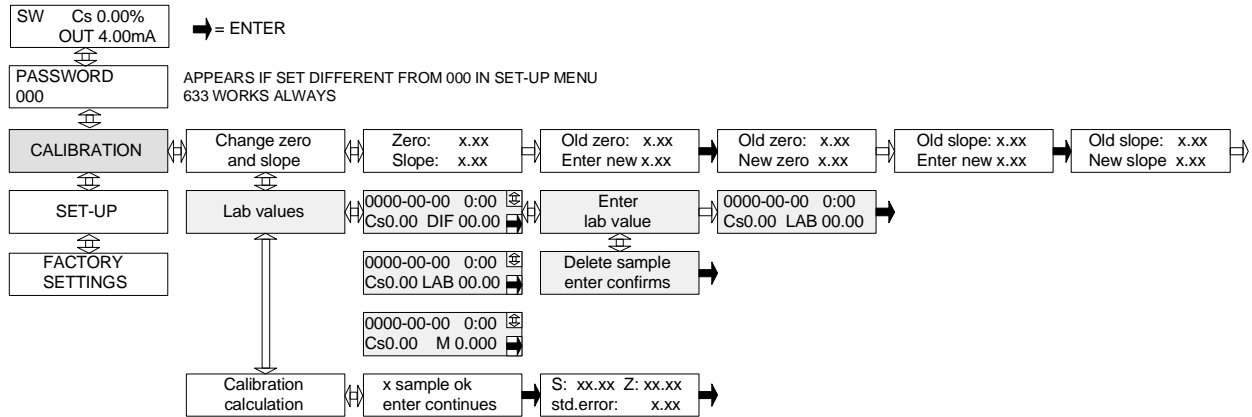 SW Cs 0.00%
OUT 4.00mA
= ENTER
PASSWORD
000
APPEARS IF SET DIFFERENT FROM 000 IN SET-UP MENU
633 WORKS ALWAYS
CALIBRATION
Change zero
and slope
Zero: x.xx
Slope: x.xx
Old zero: x.xx
Enter new x.xx
Old zero: x.xx
New zero x.xx
Old slope: x.xx
Enter new x.xx
Old slope: x.xx
New slope x.xx
SET-UP
Lab values
0000-00-00 0:00
Cs0.00 DIF 00.00
Enter
lab value
0000-00-00 0:00
Cs0.00 LAB 00.00
FACTORY
SETTINGS
0000-00-00 0:00
Cs0.00 LAB 00.00
Delete sample
enter confirms
0000-00-00 0:00
Cs0.00 M 0.000
Calibration
calculation
x sample ok
enter continues
S: xx.xx Z: xx.xx
std.error: x.xx